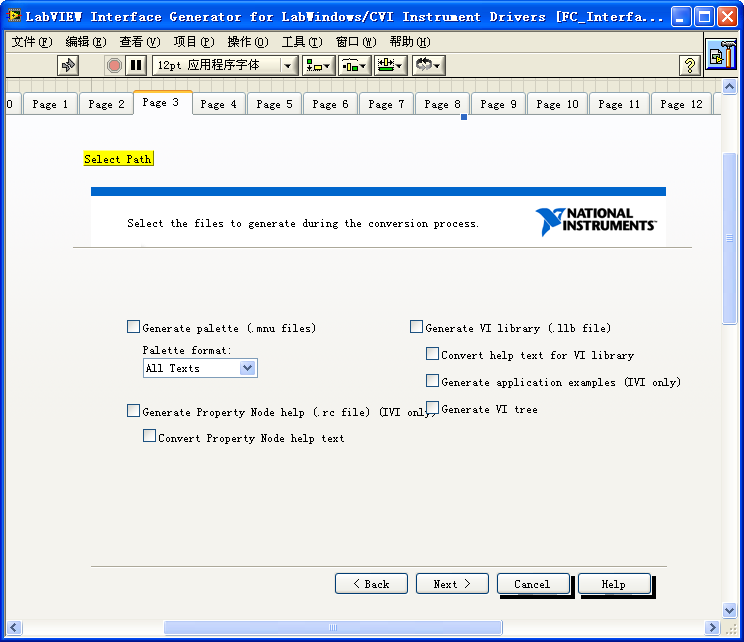 LabVIEW Interface Generator for LabWindows/CVI Instrument Drivers [FC_Interfa...
文件(F) 编辑(E) 查看(V) 项目(P) 操作(O) 工具(T) 窗口(W) 帮助(H)
12pt 应用程序字体
0 Page 1 Page 2 Page 3 Page 4 Page 5 Page 6 Page 7 Page 8 Page 9 Page 10 Page 11 Page 12
Select Path
Select the files to generate during the conversion process.
NATIONAL
INSTRUMENTS™
Generate palette (.mnu files)
Palette format:
All Texts
Generate Property Node help (.rc file) (IVI only)
Convert Property Node help text
Generate VI library (.llb file)
Convert help text for VI library
Generate application examples (IVI only)
Generate VI tree
< Back Next > Cancel Help